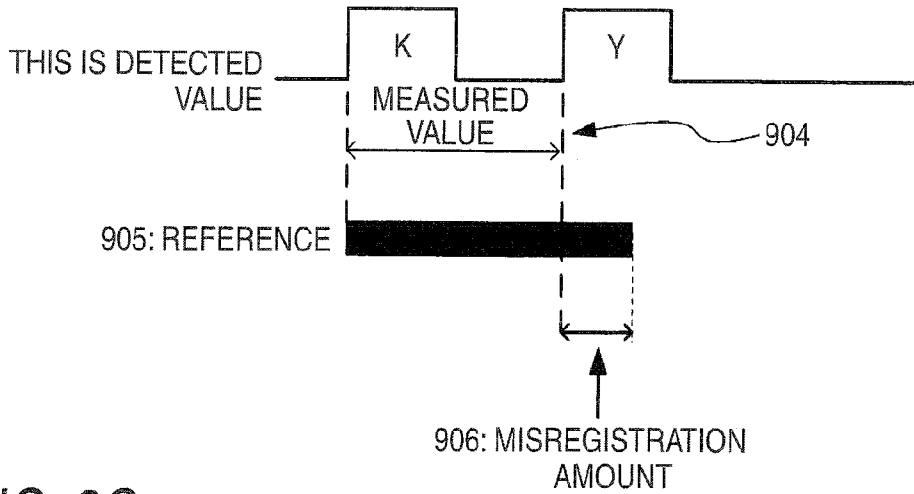 K
Y
THIS IS DETECTED
VALUE
MEASURED
VALUE
904
905: REFERENCE
906: MISREGISTRATION
AMOUNT